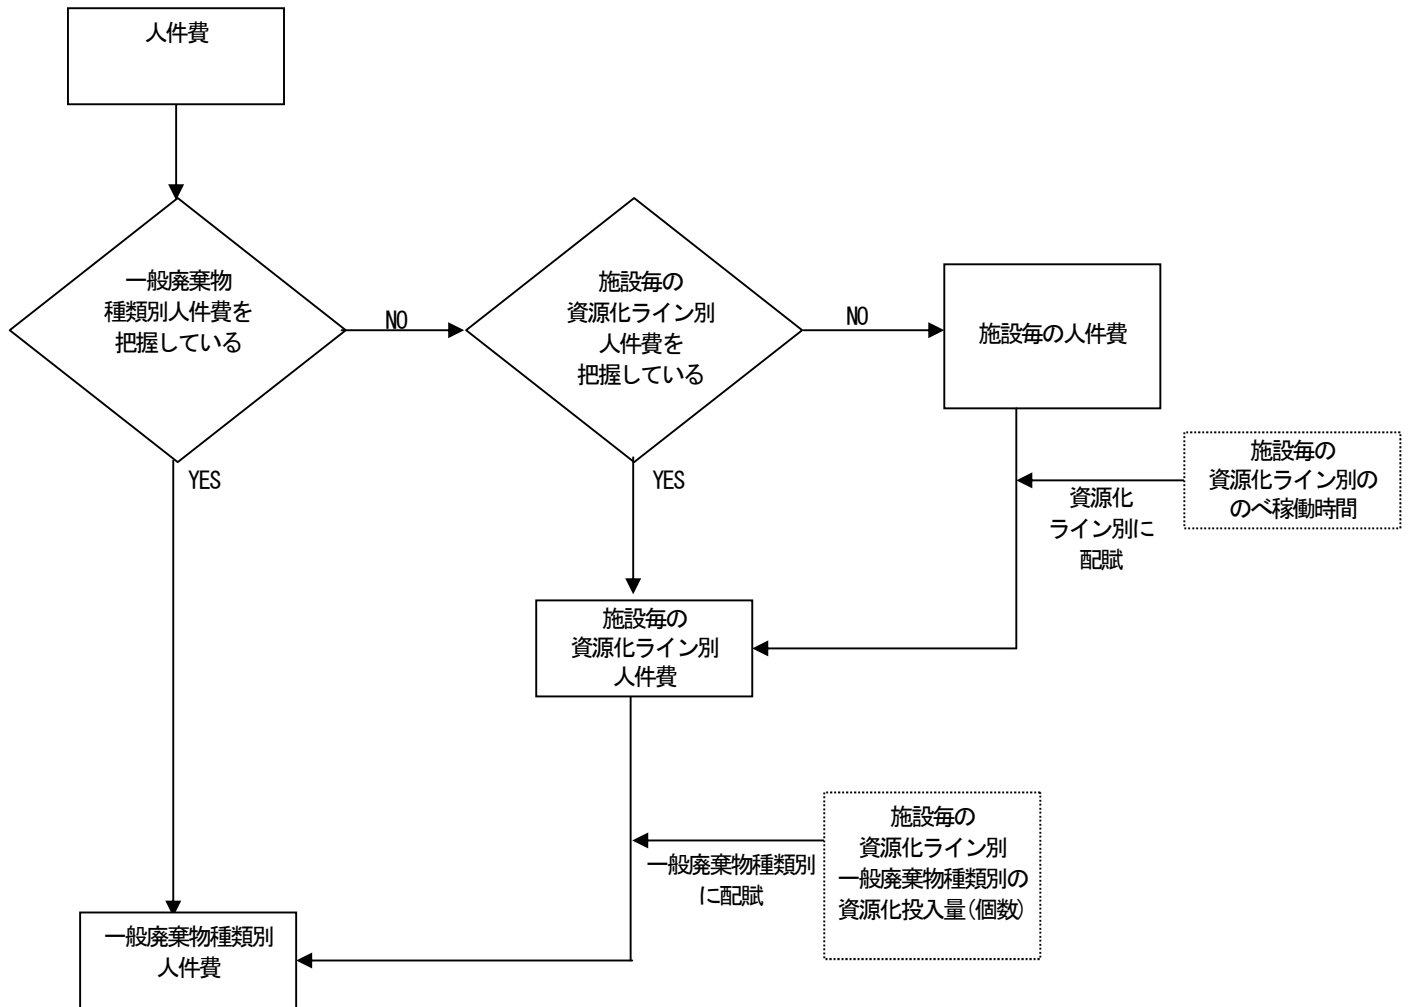 人件費
一般廃棄物
種類別人件費を
把握している
NO
施設毎の
資源化ライン別
人件費を
把握している
NO
施設毎の人件費
YES
YES
施設毎の
資源化ライン別の
のべ稼働時間
資源化
ライン別に
配賦
施設毎の
資源化ライン別
人件費
施設毎の
資源化ライン別
一般廃棄物種類別の
資源化投入量(個数)
一般廃棄物種類別
に配賦
一般廃棄物種類別
人件費